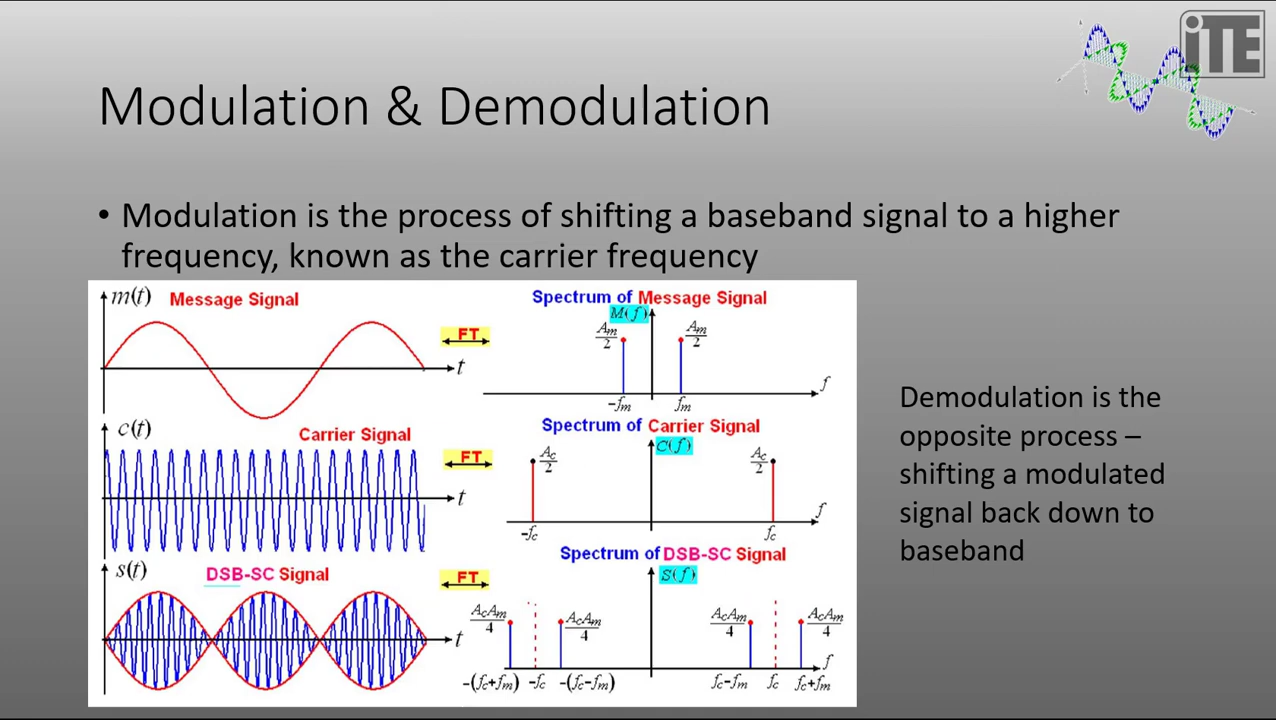 iTE
Modulation & Demodulation
• Modulation is the process of shifting a baseband signal to a higher
frequency, known as the carrier frequency
m(t) Message Signal
FT
t
Spectrum of Message Signal
M(f)
Am/2 Am/2
f
−fm fm
c(t) Carrier Signal
FT
t
Spectrum of Carrier Signal
C(f)
Ac/2 Ac/2
f
−fc fc
s(t) DSB-SC Signal
FT
t
Spectrum of DSB-SC Signal
S(f)
AcAm/4 AcAm/4 AcAm/4 AcAm/4
f
−(fc+fm) −fc −(fc−fm) fc−fm fc fc+fm
Demodulation is the
opposite process –
shifting a modulated
signal back down to
baseband